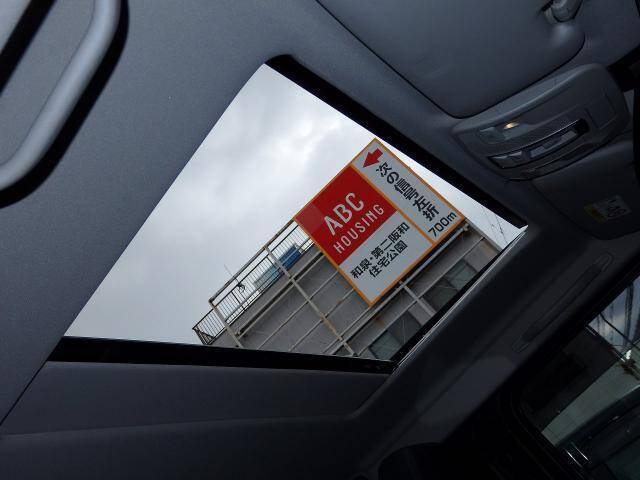 ABC
HOUSING
和泉・第二阪和
住宅公園
次の信号左折
700m